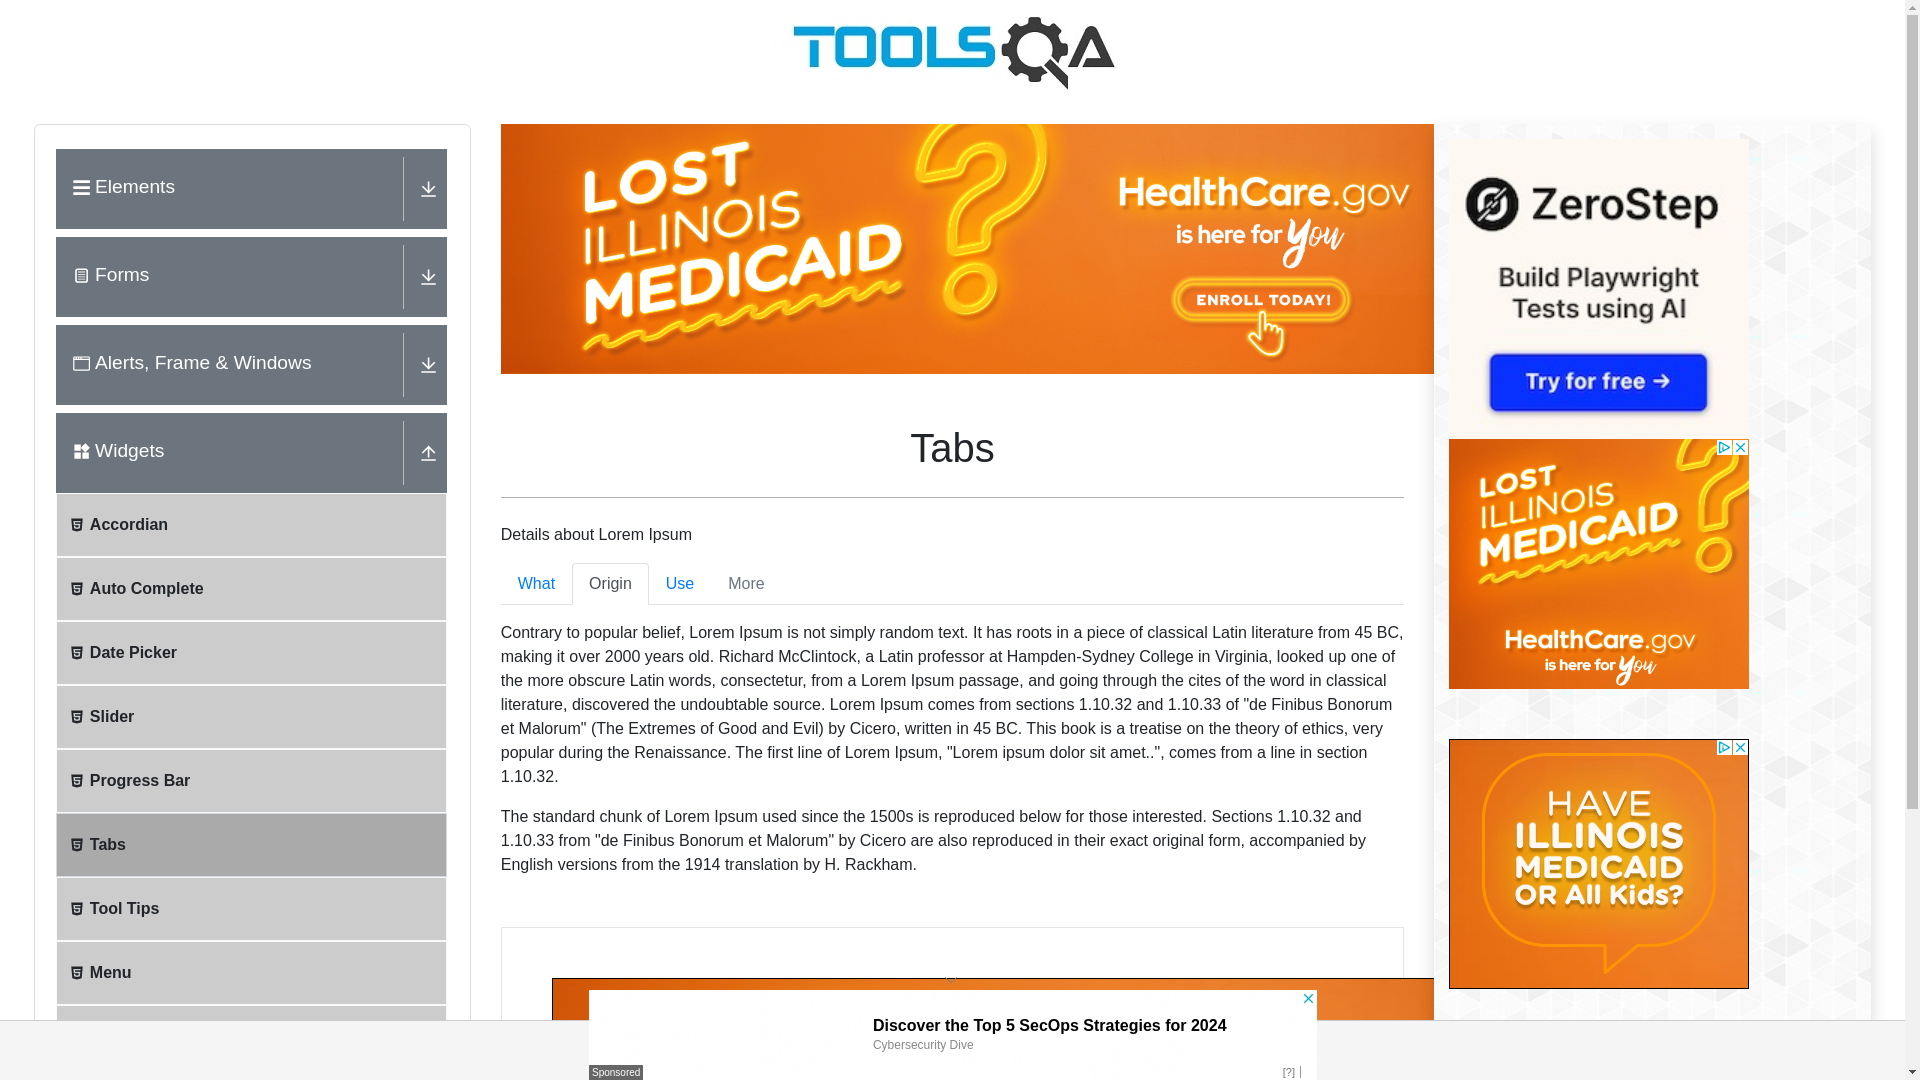 TOOLSQA
Elements
Forms
Alerts, Frame & Windows
Widgets
Accordian
Auto Complete
Date Picker
Slider
Progress Bar
Tabs
Tool Tips
Menu
LOST
ILLINOIS
MEDICAID
?
HealthCare.gov
is here for You
ENROLL TODAY!
Tabs
Details about Lorem Ipsum
What Origin Use More
Contrary to popular belief, Lorem Ipsum is not simply random text. It has roots in a piece of classical Latin literature from 45 BC,
making it over 2000 years old. Richard McClintock, a Latin professor at Hampden-Sydney College in Virginia, looked up one of
the more obscure Latin words, consectetur, from a Lorem Ipsum passage, and going through the cites of the word in classical
literature, discovered the undoubtable source. Lorem Ipsum comes from sections 1.10.32 and 1.10.33 of "de Finibus Bonorum
et Malorum" (The Extremes of Good and Evil) by Cicero, written in 45 BC. This book is a treatise on the theory of ethics, very
popular during the Renaissance. The first line of Lorem Ipsum, "Lorem ipsum dolor sit amet..", comes from a line in section
1.10.32.
The standard chunk of Lorem Ipsum used since the 1500s is reproduced below for those interested. Sections 1.10.32 and
1.10.33 from "de Finibus Bonorum et Malorum" by Cicero are also reproduced in their exact original form, accompanied by
English versions from the 1914 translation by H. Rackham.
ZeroStep
Build Playwright
Tests using AI
Try for free →
LOST
ILLINOIS
MEDICAID
?
HealthCare.gov
is here for You
HAVE
ILLINOIS
MEDICAID
OR All Kids?
Discover the Top 5 SecOps Strategies for 2024
Cybersecurity Dive
Sponsored
[?]